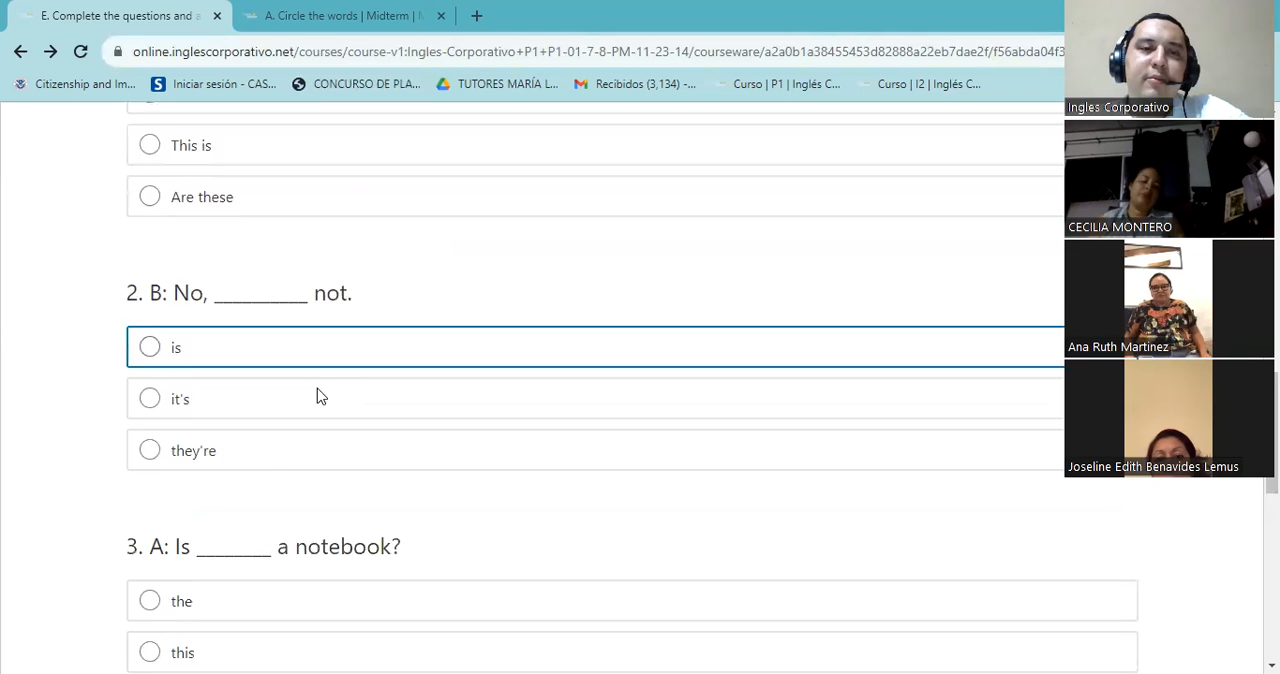 E. Complete the questions and a
A. Circle the words | Midterm |
online.inglescorporativo.net/courses/course-v1:Ingles-Corporativo+P1+P1-01-7-8-PM-11-23-14/courseware/a2a0b1a38455453d82888a22eb7dae2f/f56abda04f3
Citizenship and Im...
Iniciar sesión - CAS...
CONCURSO DE PLA...
TUTORES MARÍA L...
Recibidos (3,134) -...
Curso | P1 | Inglés C...
Curso | I2 | Inglés C...
Ingles Corporativo
This is
Are these
CECILIA MONTERO
2. B: No, __________ not.
is
Ana Ruth Martinez
it's
they're
Joseline Edith Benavides Lemus
3. A: Is ________ a notebook?
the
this